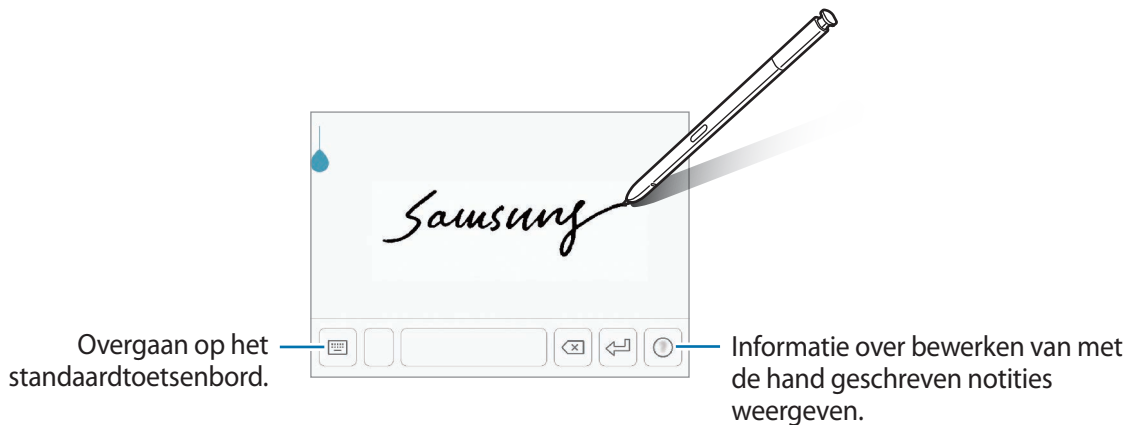 Samsung
Overgaan op het
standaardtoetsenbord.
Informatie over bewerken van met
de hand geschreven notities
weergeven.